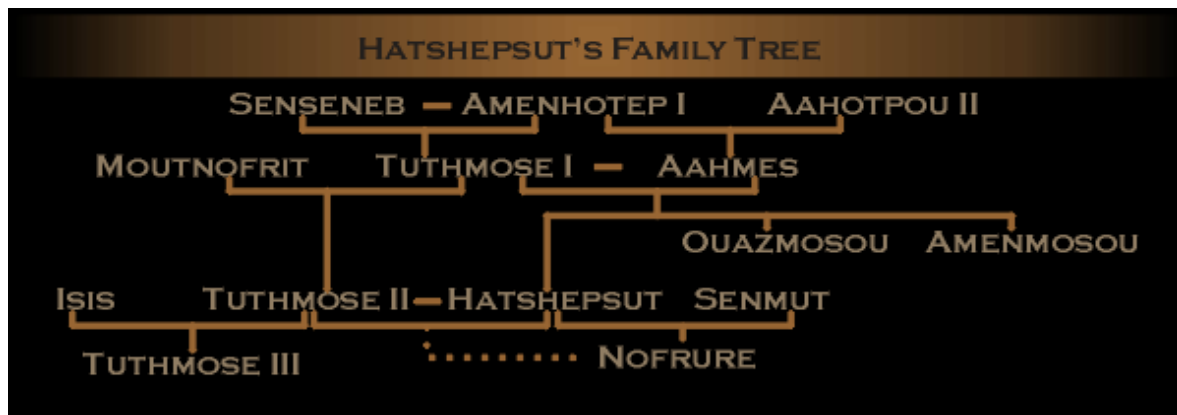 Hatshepsut's Family Tree
Senseneb – Amenhotep I Aahotpou II
Moutnofrit Tuthmose I – Aahmes
Ouazmosou Amenmosou
Isis Tuthmose II – Hatshepsut Senmut
Tuthmose III Nofrure